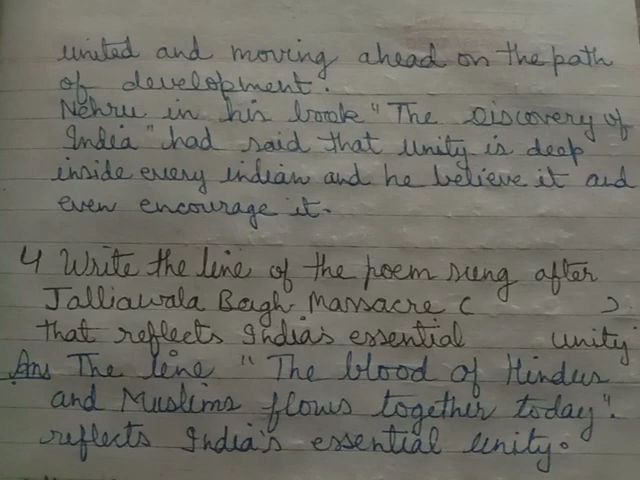 united and moving ahead on the path
of development.
Nehru in his book "The Discovery of
India" had said that unity is deep
inside every indian and he believe it and
even encourage it.
4 Write the line of the poem sung after
Jalliawala Bagh Massacre (        )
that reflects India's essential unity
Ans The line "The blood of Hindus
and Muslims flows together today".
reflects India's essential unity.